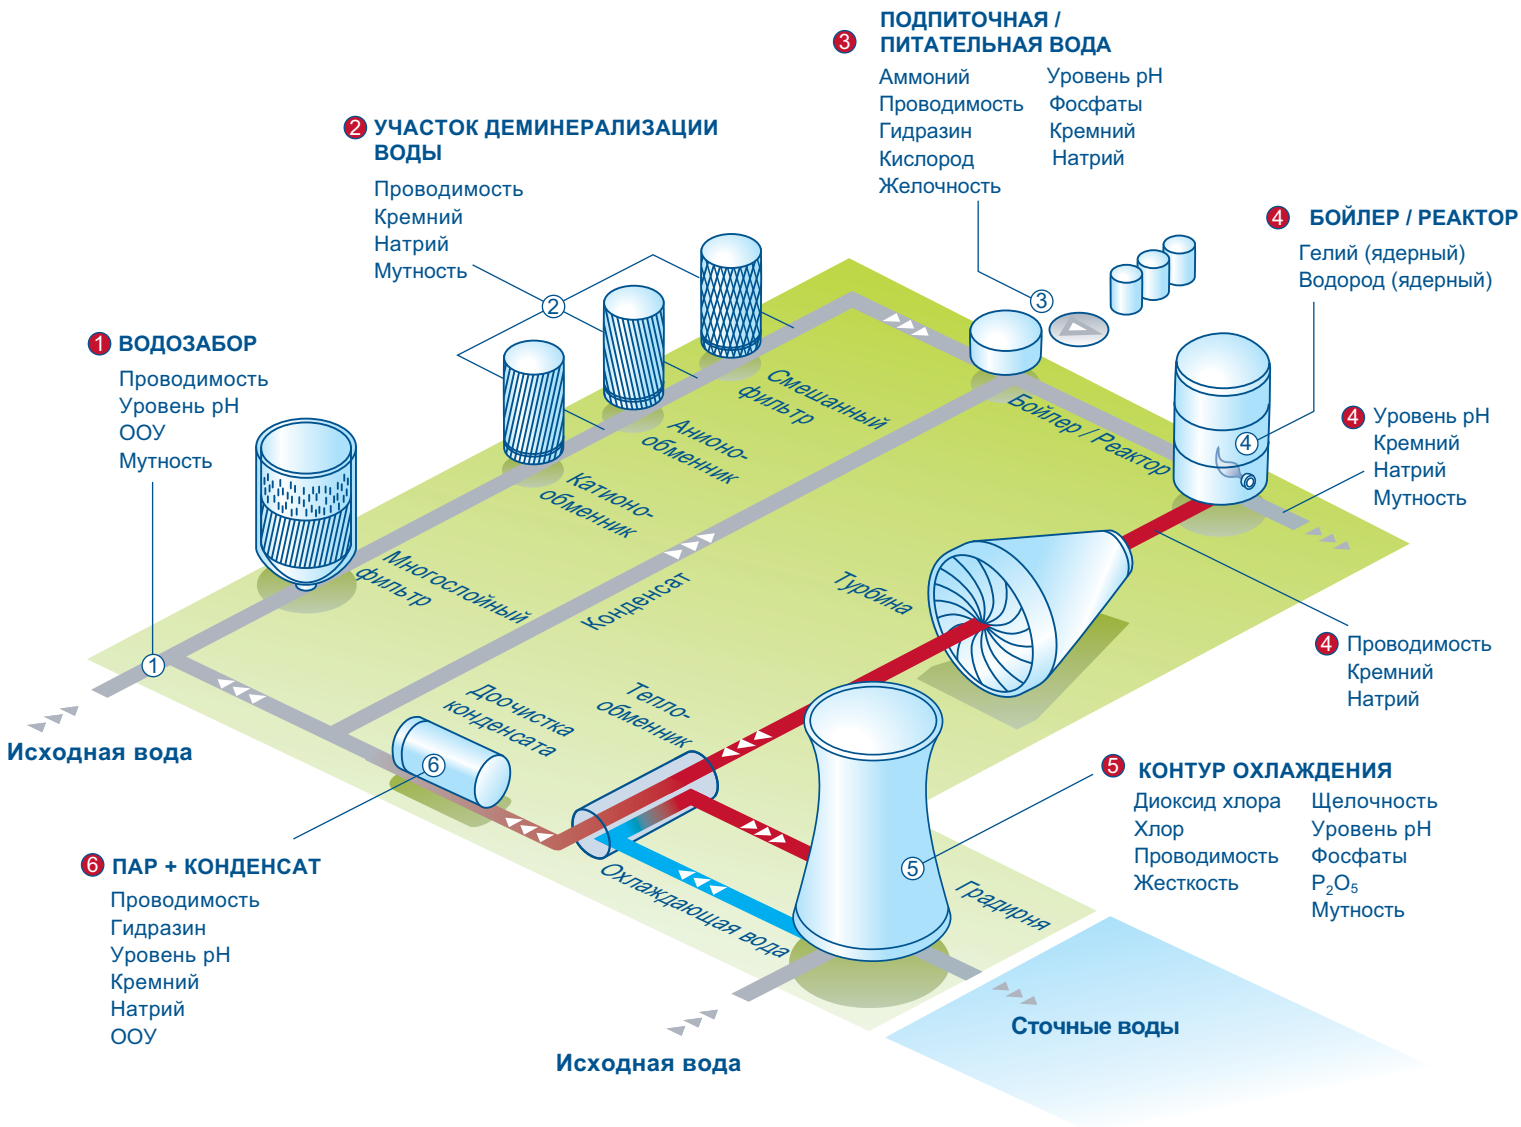 3 ПОДПИТОЧНАЯ /
ПИТАТЕЛЬНАЯ ВОДА
Аммоний Уровень pH
Проводимость Фосфаты
Гидразин Кремний
Кислород Натрий
Желочность
2 УЧАСТОК ДЕМИНЕРАЛИЗАЦИИ
ВОДЫ
Проводимость
Кремний
Натрий
Мутность
4 БОЙЛЕР / РЕАКТОР
Гелий (ядерный)
Водород (ядерный)
1 ВОДОЗАБОР
Проводимость
Уровень pH
ООУ
Мутность
2
3
4
4 Уровень pH
Кремний
Натрий
Мутность
Смешанный
фильтр
Анионо-
обменник
Катионо-
обменник
Многослойный
фильтр
Бойлер / Реактор
Конденсат
Турбина
1
Исходная вода
4 Проводимость
Кремний
Натрий
Доочистка
конденсата
Тепло-
обменник
6
5 КОНТУР ОХЛАЖДЕНИЯ
Диоксид хлора Щелочность
Хлор Уровень pH
Проводимость Фосфаты
Жесткость P₂O₅
Мутность
5
Охлаждающая вода
Градирня
6 ПАР + КОНДЕНСАТ
Проводимость
Гидразин
Уровень pH
Кремний
Натрий
ООУ
Сточные воды
Исходная вода